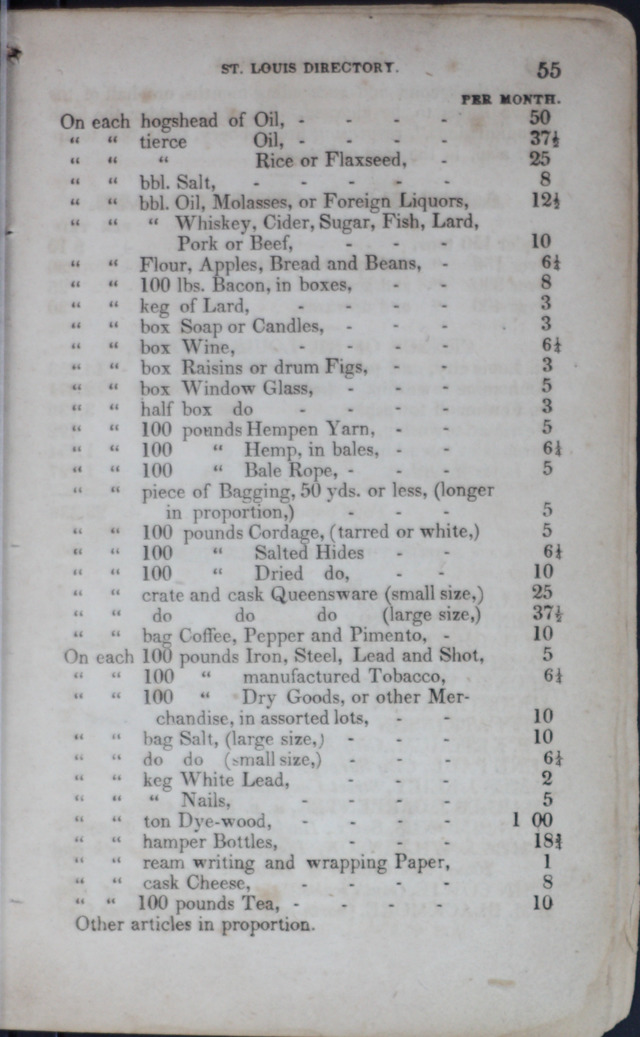 ST. LOUIS DIRECTORY. 55
PER MONTH.
On each hogshead of Oil, - - - - 50
" " tierce Oil, - - - - 37½
" " " Rice or Flaxseed, - 25
" " bbl. Salt, - - - - - 8
" " bbl. Oil, Molasses, or Foreign Liquors, 12½
" " " Whiskey, Cider, Sugar, Fish, Lard,
Pork or Beef, - - - 10
" " Flour, Apples, Bread and Beans, - 6¼
" " 100 lbs. Bacon, in boxes, - - 8
" " keg of Lard, - - - - 3
" " box Soap or Candles, - - - 3
" " box Wine, - - - - 6¼
" " box Raisins or drum Figs, - - 3
" " box Window Glass, - - - 5
" " half box do - - - - 3
" " 100 pounds Hempen Yarn, - - 5
" " 100 " Hemp, in bales, - - 6¼
" " 100 " Bale Rope, - - - 5
" " piece of Bagging, 50 yds. or less, (longer
in proportion,) - - - 5
" " 100 pounds Cordage, (tarred or white,) 5
" " 100 " Salted Hides - - 6¼
" " 100 " Dried do, - - 10
" " crate and cask Queensware (small size,) 25
" " do do do (large size,) 37½
" " bag Coffee, Pepper and Pimento, - 10
On each 100 pounds Iron, Steel, Lead and Shot, 5
" " 100 " manufactured Tobacco, 6¼
" " 100 " Dry Goods, or other Mer-
chandise, in assorted lots, - - 10
" " bag Salt, (large size,) - - - 10
" " do do (small size,) - - - 6¼
" " keg White Lead, - - - 2
" " " Nails, - - - - 5
" " ton Dye-wood, - - - - 1 00
" " hamper Bottles, - - - 18¾
" " ream writing and wrapping Paper, 1
" " cask Cheese, - - - - 8
" " 100 pounds Tea, - - - - 10
Other articles in proportion.